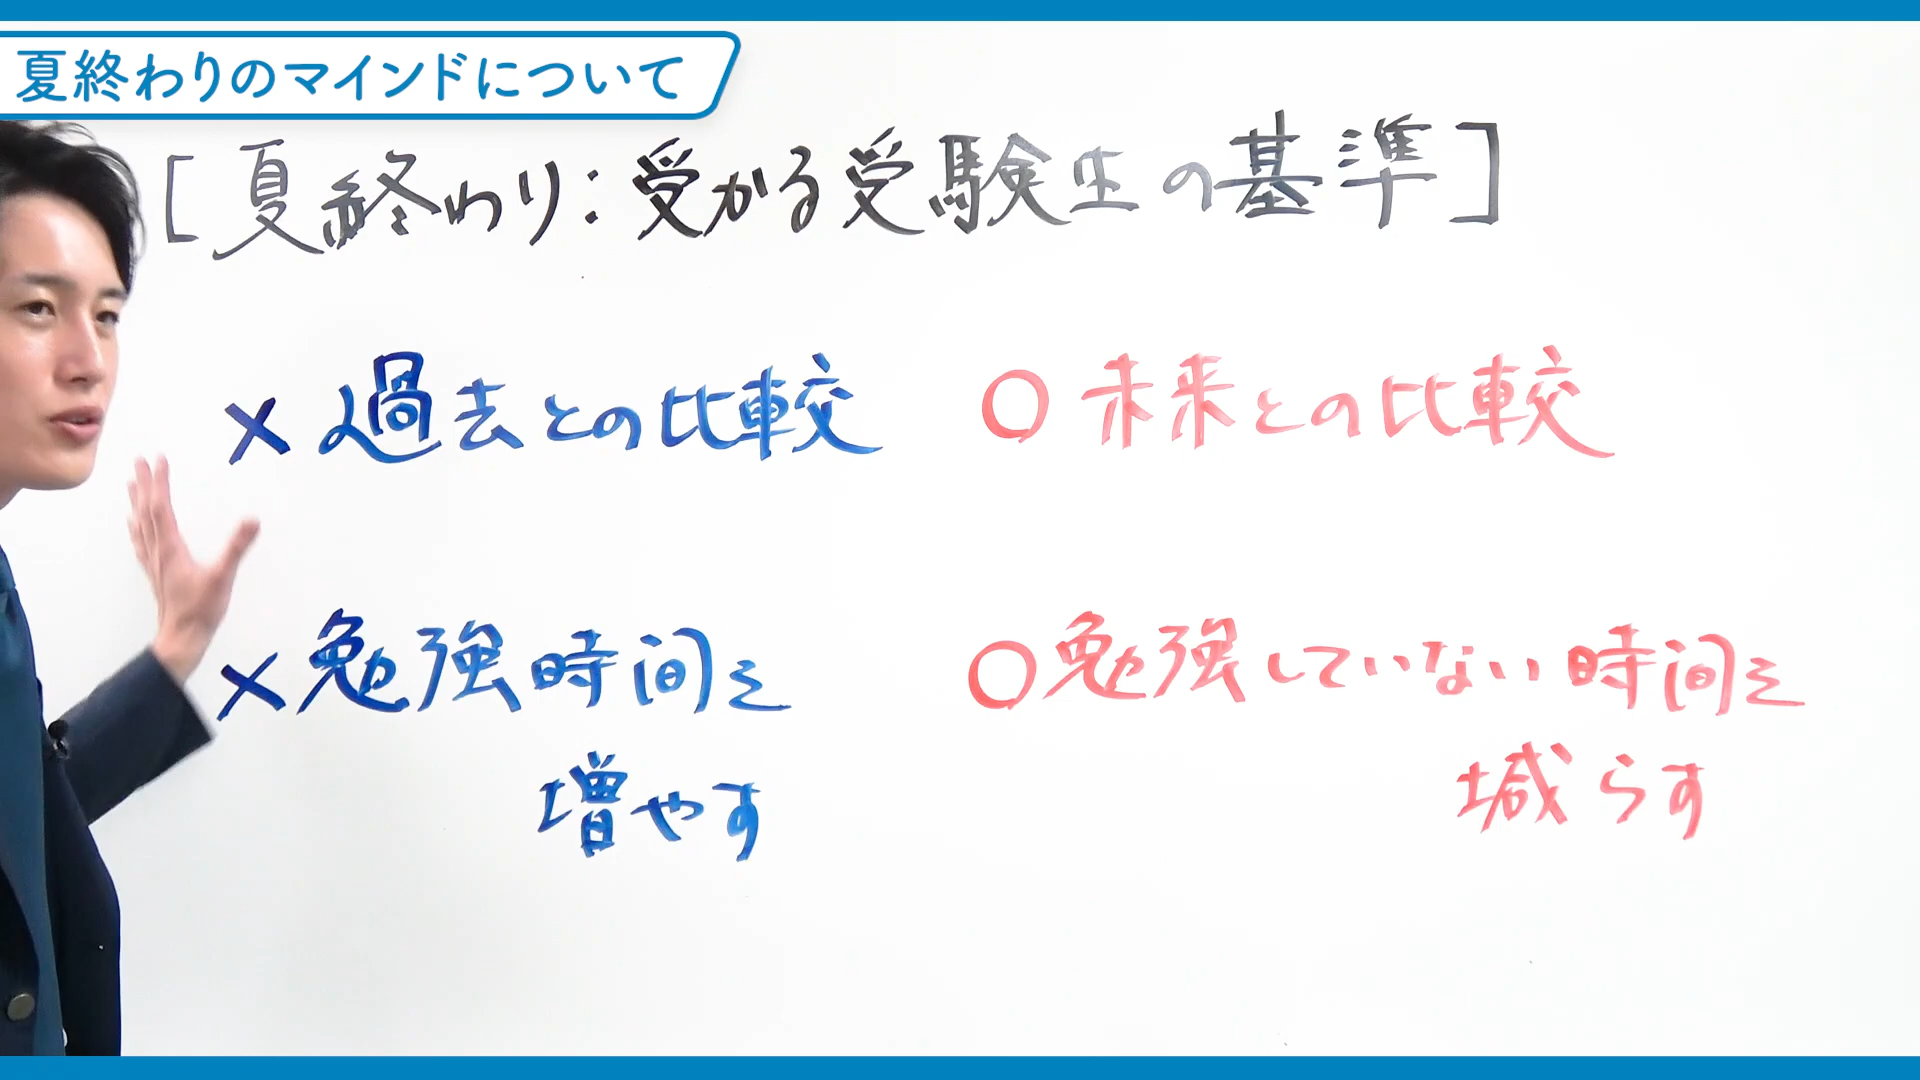 夏終わりのマインドについて
[夏終わり:受かる受験生の基準]
× 過去との比較
○ 未来との比較
× 勉強時間を
増やす
○ 勉強していない時間を
減らす